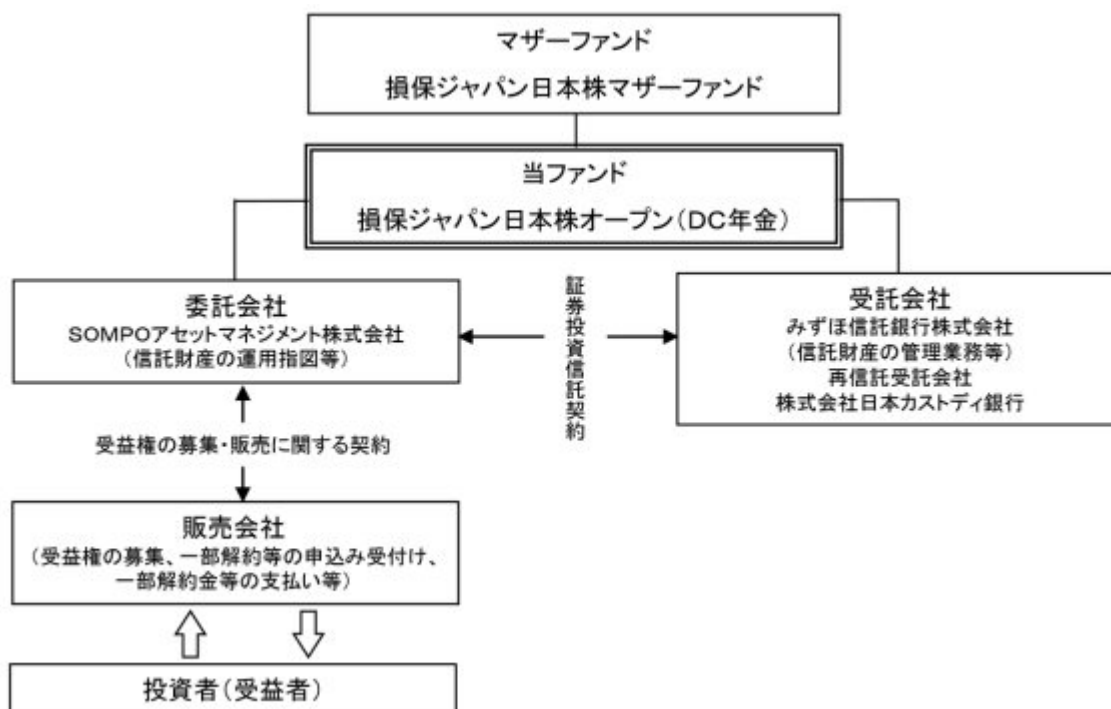 マザーファンド
損保ジャパン日本株マザーファンド
当ファンド
損保ジャパン日本株オープン(DC年金)
委託会社
SOMPOアセットマネジメント株式会社
(信託財産の運用指図等)
証券投資信託契約
受託会社
みずほ信託銀行株式会社
(信託財産の管理業務等)
再信託受託会社
株式会社日本カストディ銀行
受益権の募集・販売に関する契約
販売会社
(受益権の募集、一部解約等の申込み受付け、
一部解約金等の支払い等)
投資者(受益者)